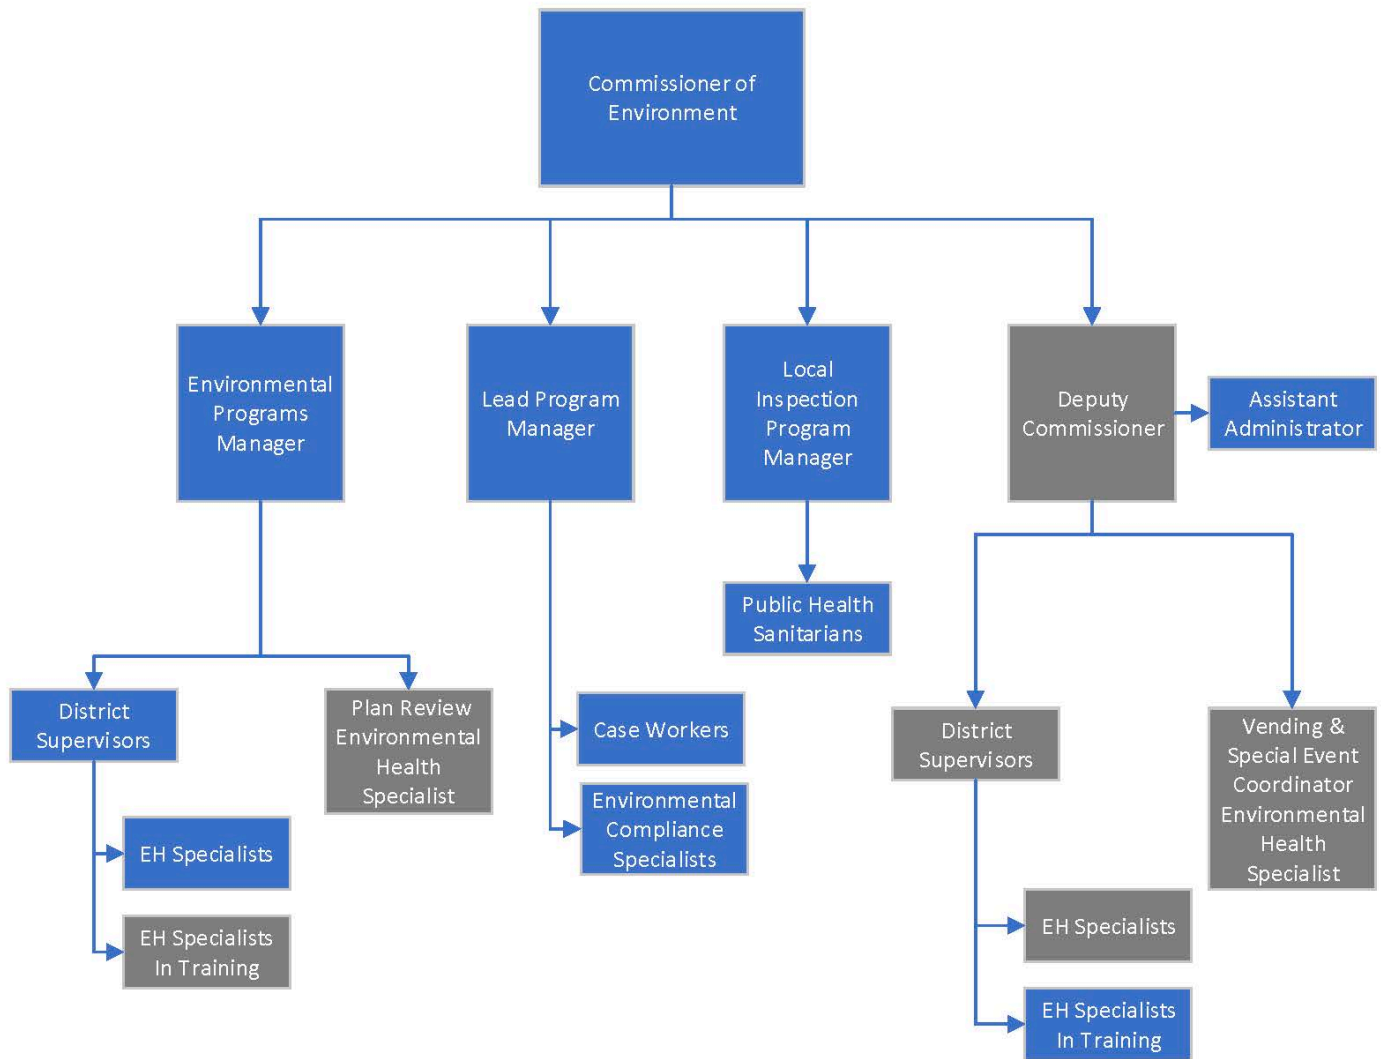 Commissioner of
Environment
Environmental
Programs
Manager
Lead Program
Manager
Local
Inspection
Program
Manager
Deputy
Commissioner
Assistant
Administrator
Public Health
Sanitarians
District
Supervisors
Plan Review
Environmental
Health
Specialist
Case Workers
Environmental
Compliance
Specialists
District
Supervisors
Vending &
Special Event
Coordinator
Environmental
Health
Specialist
EH Specialists
EH Specialists
In Training
EH Specialists
EH Specialists
In Training